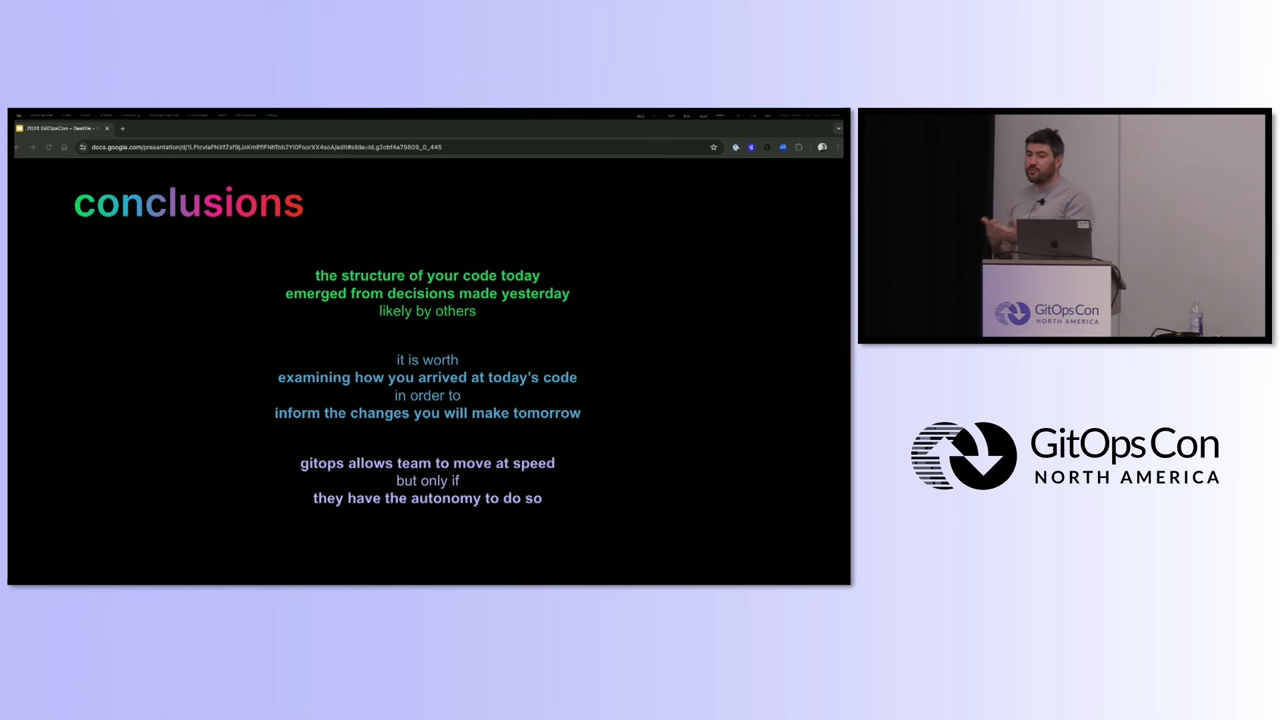 2024 GitOpsCon - Seattle -
conclusions
the structure of your code today
emerged from decisions made yesterday
likely by others
it is worth
examining how you arrived at today's code
in order to
inform the changes you will make tomorrow
gitops allows team to move at speed
but only if
they have the autonomy to do so
GitOpsCon
NORTH AMERICA
GitOpsCon
NORTH AMERICA